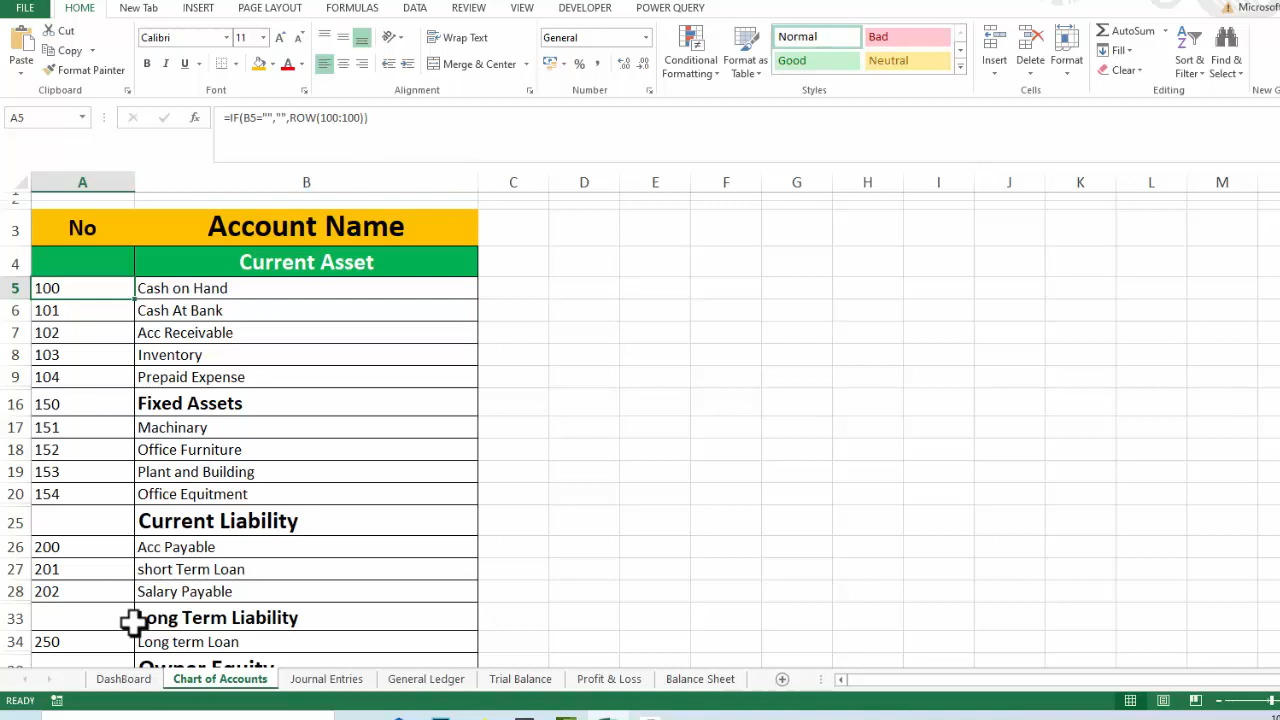 FILE HOME New Tab INSERT PAGE LAYOUT FORMULAS DATA REVIEW VIEW DEVELOPER POWER QUERY
Paste
Cut
Copy
Format Painter
Clipboard
Calibri 11 A A
B I U A
Font
Wrap Text
Merge & Center
Alignment
General
% , .0 .00
Number
Conditional Formatting
Format as Table
Normal Bad
Good Neutral
Styles
Insert Delete Format
Cells
AutoSum
Fill
Clear
Sort & Filter
Find & Select
Editing
A5 fx =IF(B5="","",ROW(100:100))
A B C D E F G H I J K L M
3 No Account Name
4 Current Asset
5 100 Cash on Hand
6 101 Cash At Bank
7 102 Acc Receivable
8 103 Inventory
9 104 Prepaid Expense
16 150 Fixed Assets
17 151 Machinary
18 152 Office Furniture
19 153 Plant and Building
20 154 Office Equitment
25 Current Liability
26 200 Acc Payable
27 201 short Term Loan
28 202 Salary Payable
33 Long Term Liability
34 250 Long term Loan
Owner Equity
DashBoard Chart of Accounts Journal Entries General Ledger Trial Balance Profit & Loss Balance Sheet
READY